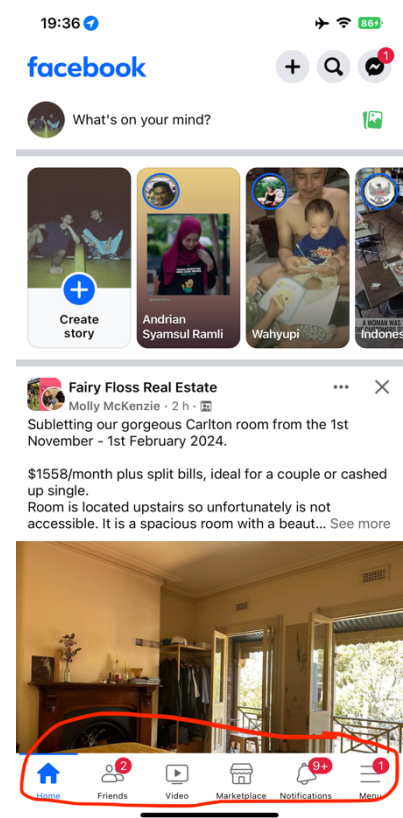 19:36
86
facebook
1
What's on your mind?
Create
story
Andrian
Syamsul Ramli
Wahyupi
A WOMAN WAS
Indones
Fairy Floss Real Estate
Molly McKenzie · 2 h ·
Subletting our gorgeous Carlton room from the 1st
November - 1st February 2024.
$1558/month plus split bills, ideal for a couple or cashed
up single.
Room is located upstairs so unfortunately is not
accessible. It is a spacious room with a beaut... See more
2
9+
1
Home
Friends
Video
Marketplace
Notifications
Menu